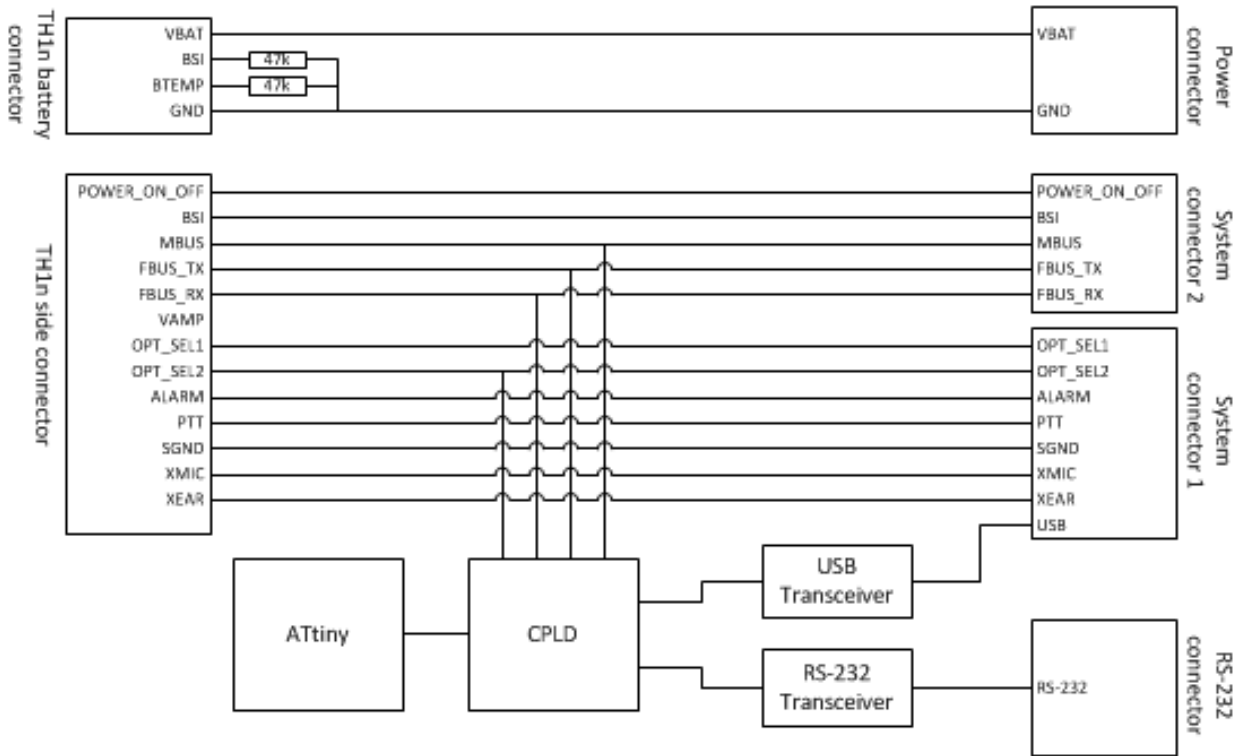 TH1n battery
connector
VBAT
BSI
BTEMP
GND
47k
47k
VBAT
GND
Power
connector
TH1n side connector
POWER_ON_OFF
BSI
MBUS
FBUS_TX
FBUS_RX
VAMP
OPT_SEL1
OPT_SEL2
ALARM
PTT
SGND
XMIC
XEAR
POWER_ON_OFF
BSI
MBUS
FBUS_TX
FBUS_RX
System
connector 2
OPT_SEL1
OPT_SEL2
ALARM
PTT
SGND
XMIC
XEAR
USB
System
connector 1
ATtiny
CPLD
USB
Transceiver
RS-232
Transceiver
RS-232
RS-232
connector